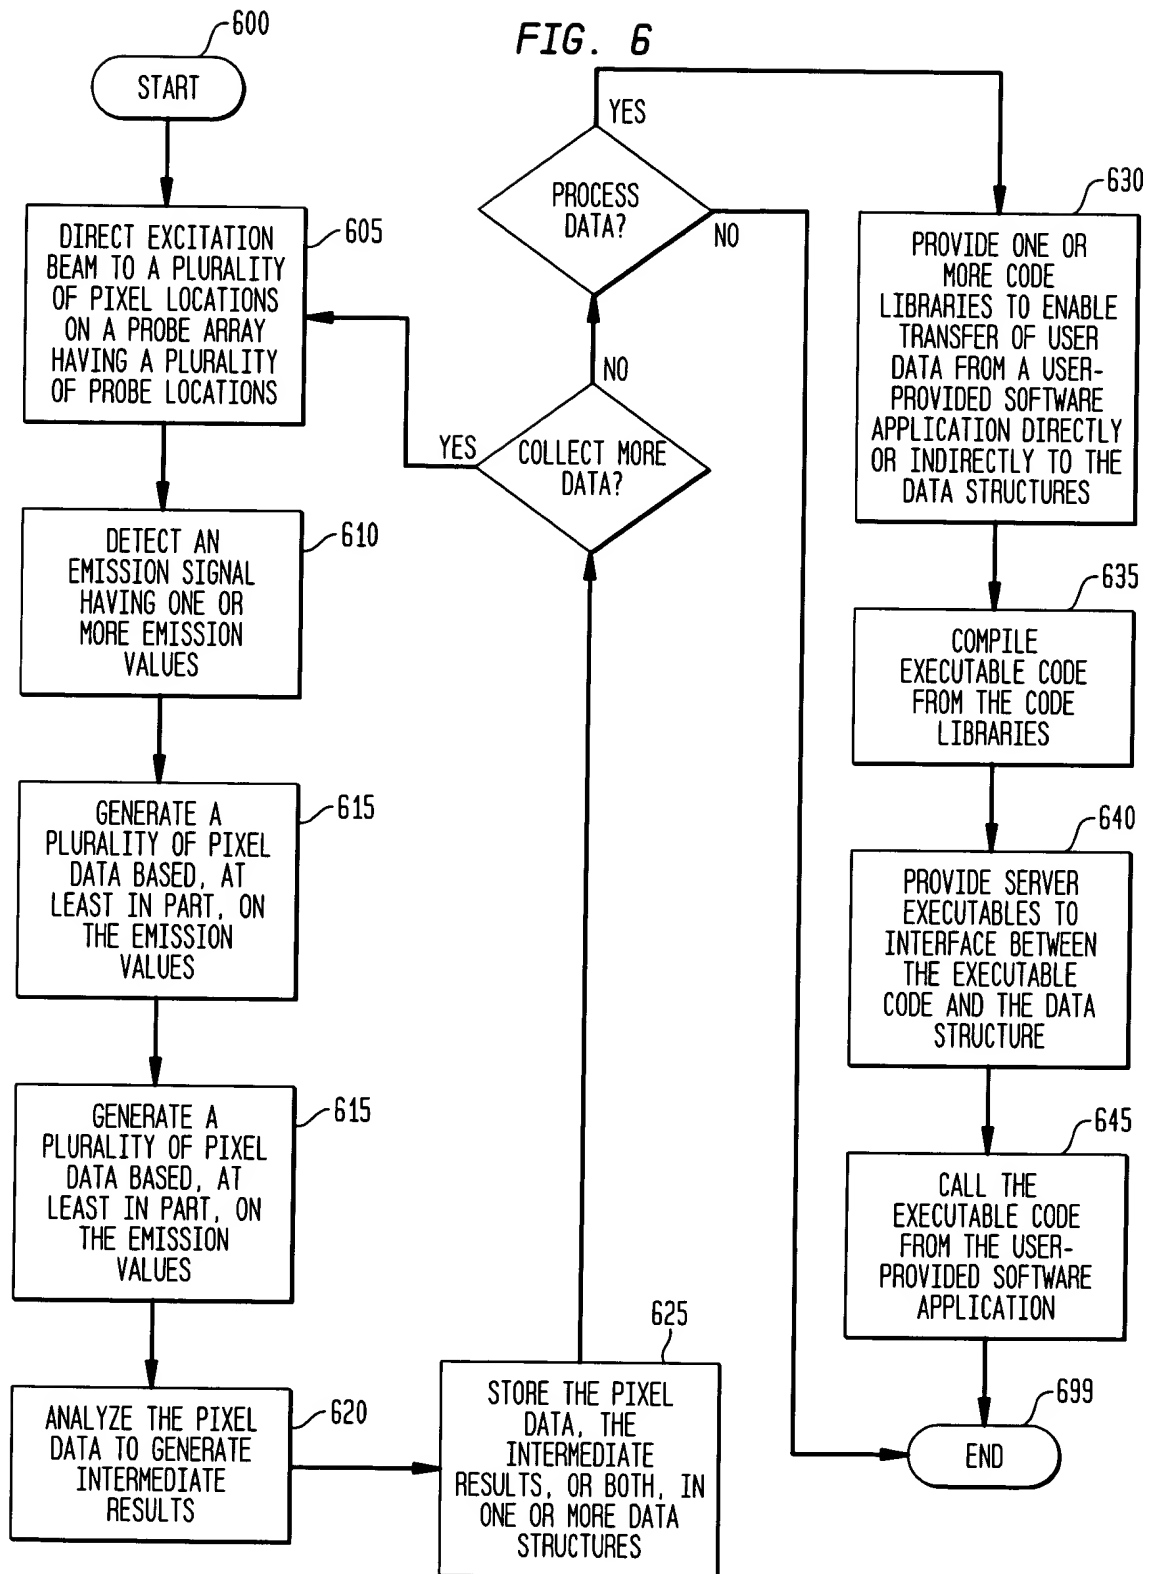 FIG. 6
600
START
605
DIRECT EXCITATION
BEAM TO A PLURALITY
OF PIXEL LOCATIONS
ON A PROBE ARRAY
HAVING A PLURALITY
OF PROBE LOCATIONS
610
DETECT AN
EMISSION SIGNAL
HAVING ONE OR
MORE EMISSION
VALUES
615
GENERATE A
PLURALITY OF PIXEL
DATA BASED, AT
LEAST IN PART, ON
THE EMISSION
VALUES
615
GENERATE A
PLURALITY OF PIXEL
DATA BASED, AT
LEAST IN PART, ON
THE EMISSION
VALUES
620
ANALYZE THE PIXEL
DATA TO GENERATE
INTERMEDIATE
RESULTS
625
STORE THE PIXEL
DATA, THE
INTERMEDIATE
RESULTS, OR BOTH, IN
ONE OR MORE DATA
STRUCTURES
COLLECT MORE
DATA?
YES
NO
PROCESS
DATA?
YES
NO
630
PROVIDE ONE OR
MORE CODE
LIBRARIES TO ENABLE
TRANSFER OF USER
DATA FROM A USER-
PROVIDED SOFTWARE
APPLICATION DIRECTLY
OR INDIRECTLY TO THE
DATA STRUCTURES
635
COMPILE
EXECUTABLE CODE
FROM THE CODE
LIBRARIES
640
PROVIDE SERVER
EXECUTABLES TO
INTERFACE BETWEEN
THE EXECUTABLE
CODE AND THE DATA
STRUCTURE
645
CALL THE
EXECUTABLE CODE
FROM THE USER-
PROVIDED SOFTWARE
APPLICATION
699
END